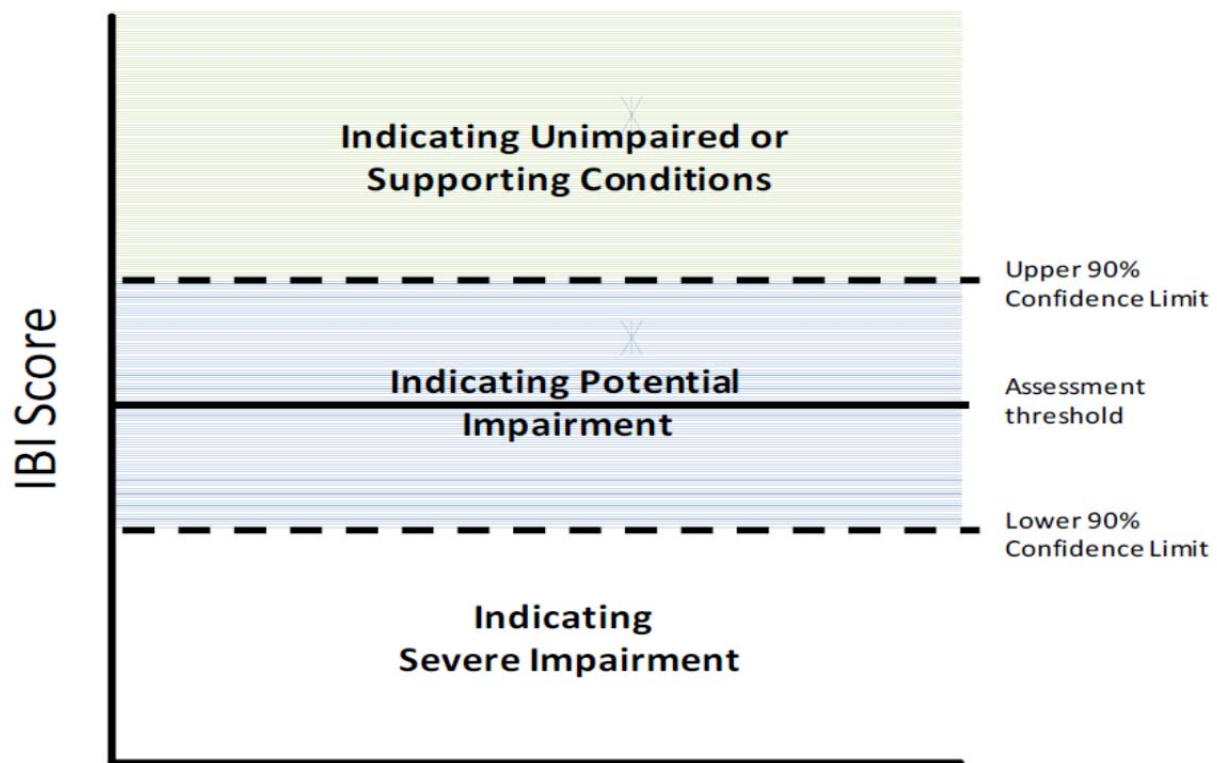 Indicating Unimpaired or
Supporting Conditions
Upper 90%
Confidence Limit
IBI Score
Indicating Potential
Impairment
Assessment
threshold
Lower 90%
Confidence Limit
Indicating
Severe Impairment